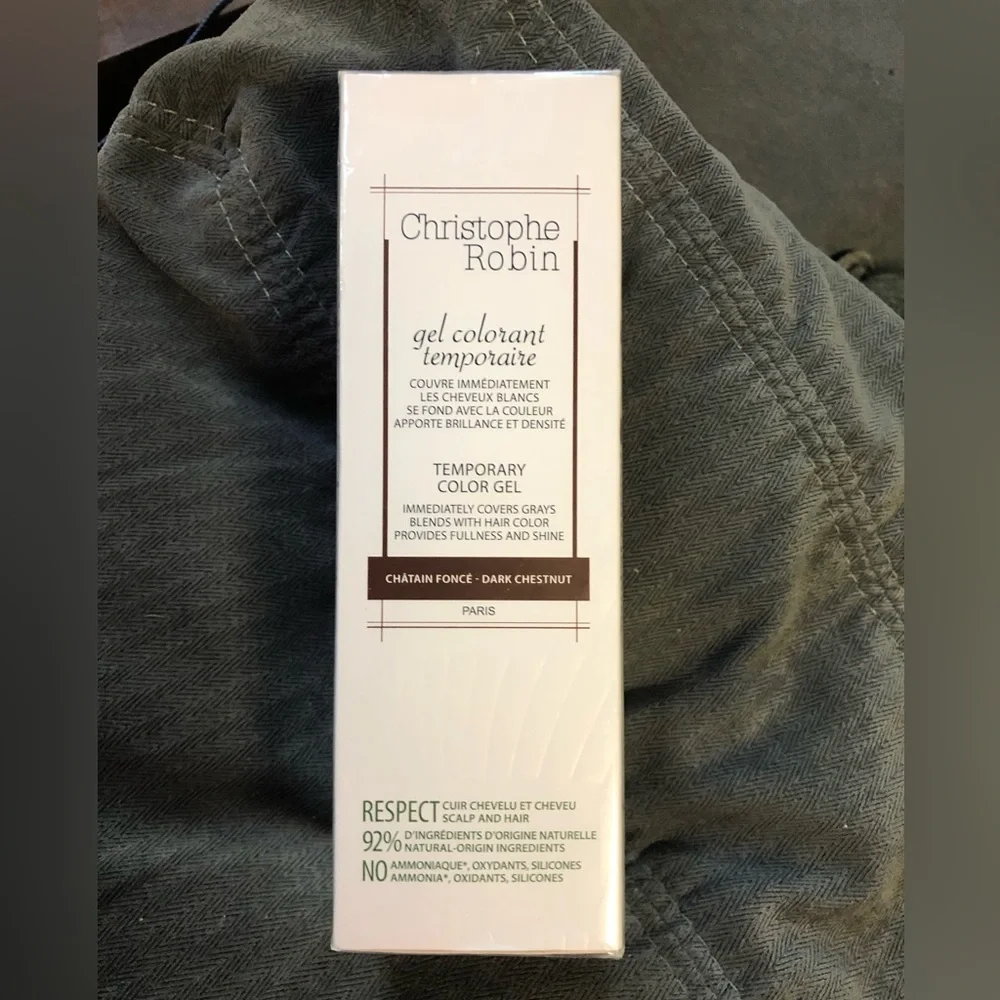 Christophe
Robin
gel colorant
temporaire
COUVRE IMMÉDIATEMENT
LES CHEVEUX BLANCS
SE FOND AVEC LA COULEUR
APPORTE BRILLANCE ET DENSITÉ
TEMPORARY
COLOR GEL
IMMEDIATELY COVERS GRAYS
BLENDS WITH HAIR COLOR
PROVIDES FULLNESS AND SHINE
CHÂTAIN FONCÉ - DARK CHESTNUT
PARIS
RESPECT CUIR CHEVELU ET CHEVEU
SCALP AND HAIR
92% D'INGRÉDIENTS D'ORIGINE NATURELLE
NATURAL-ORIGIN INGREDIENTS
NO AMMONIAQUE*, OXYDANTS, SILICONES
AMMONIA*, OXIDANTS, SILICONES